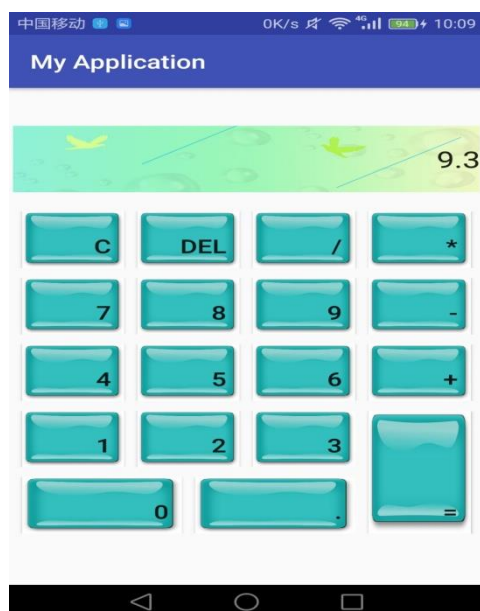 中国移动 0K/s 4G 94 10:09
My Application
9.3
C DEL / *
7 8 9 -
4 5 6 +
1 2 3
0 . =